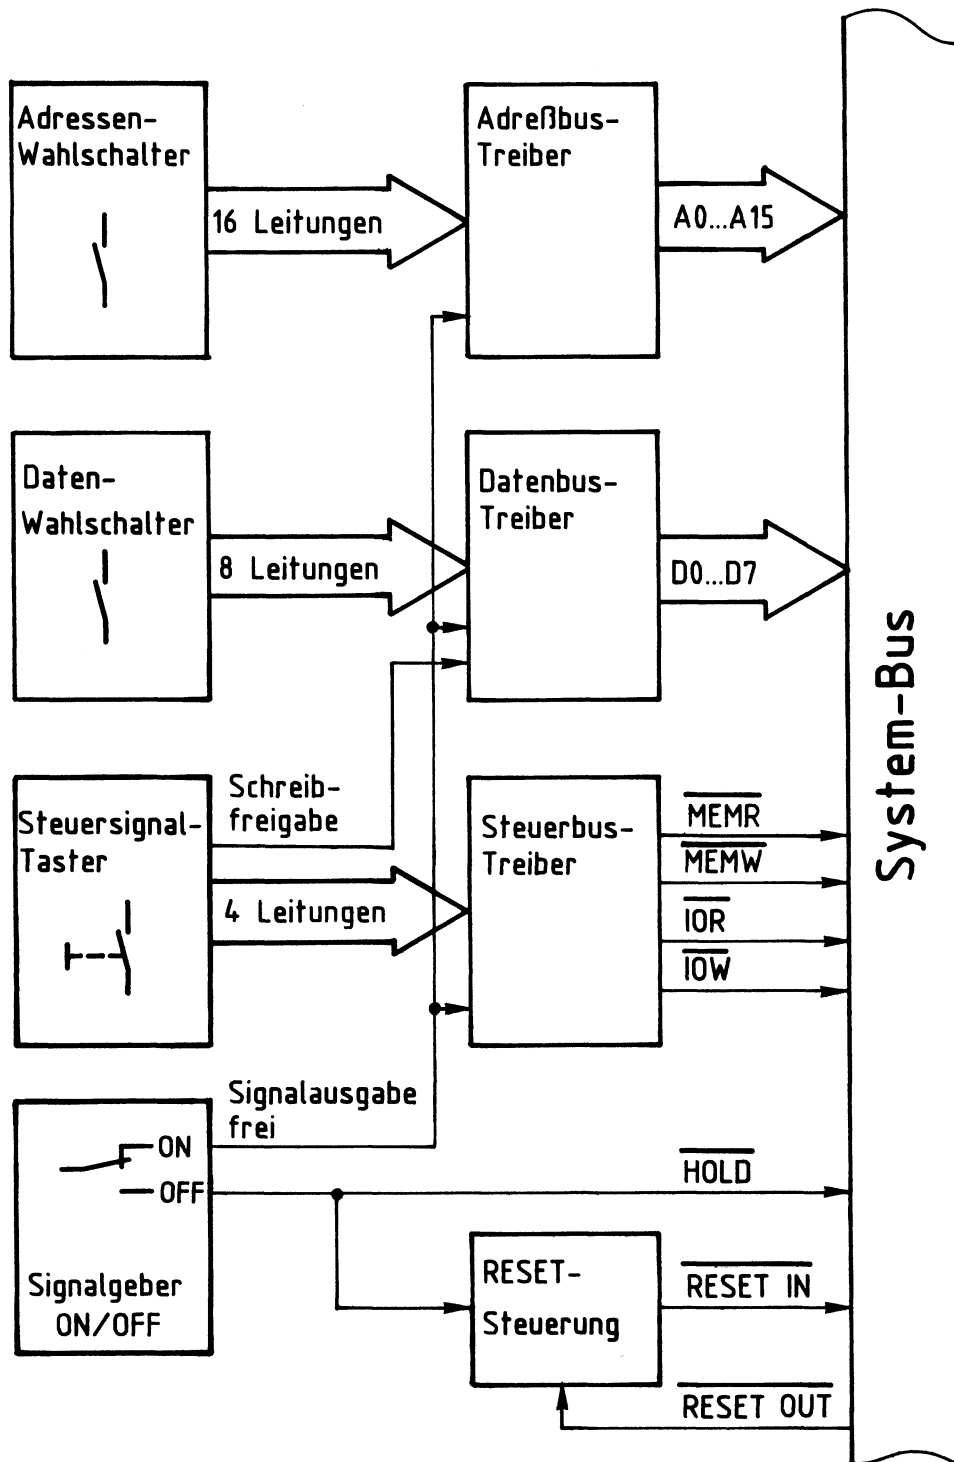 Adressen-
Wahlschalter
16 Leitungen
Adreßbus-
Treiber
A0...A15
Daten-
Wahlschalter
8 Leitungen
Datenbus-
Treiber
D0...D7
System-Bus
Steuersignal-
Taster
Schreib-
freigabe
4 Leitungen
Steuerbus-
Treiber
MEMR
MEMW
IOR
IOW
Signalausgabe
frei
ON
OFF
Signalgeber
ON/OFF
HOLD
RESET-
Steuerung
RESET IN
RESET OUT